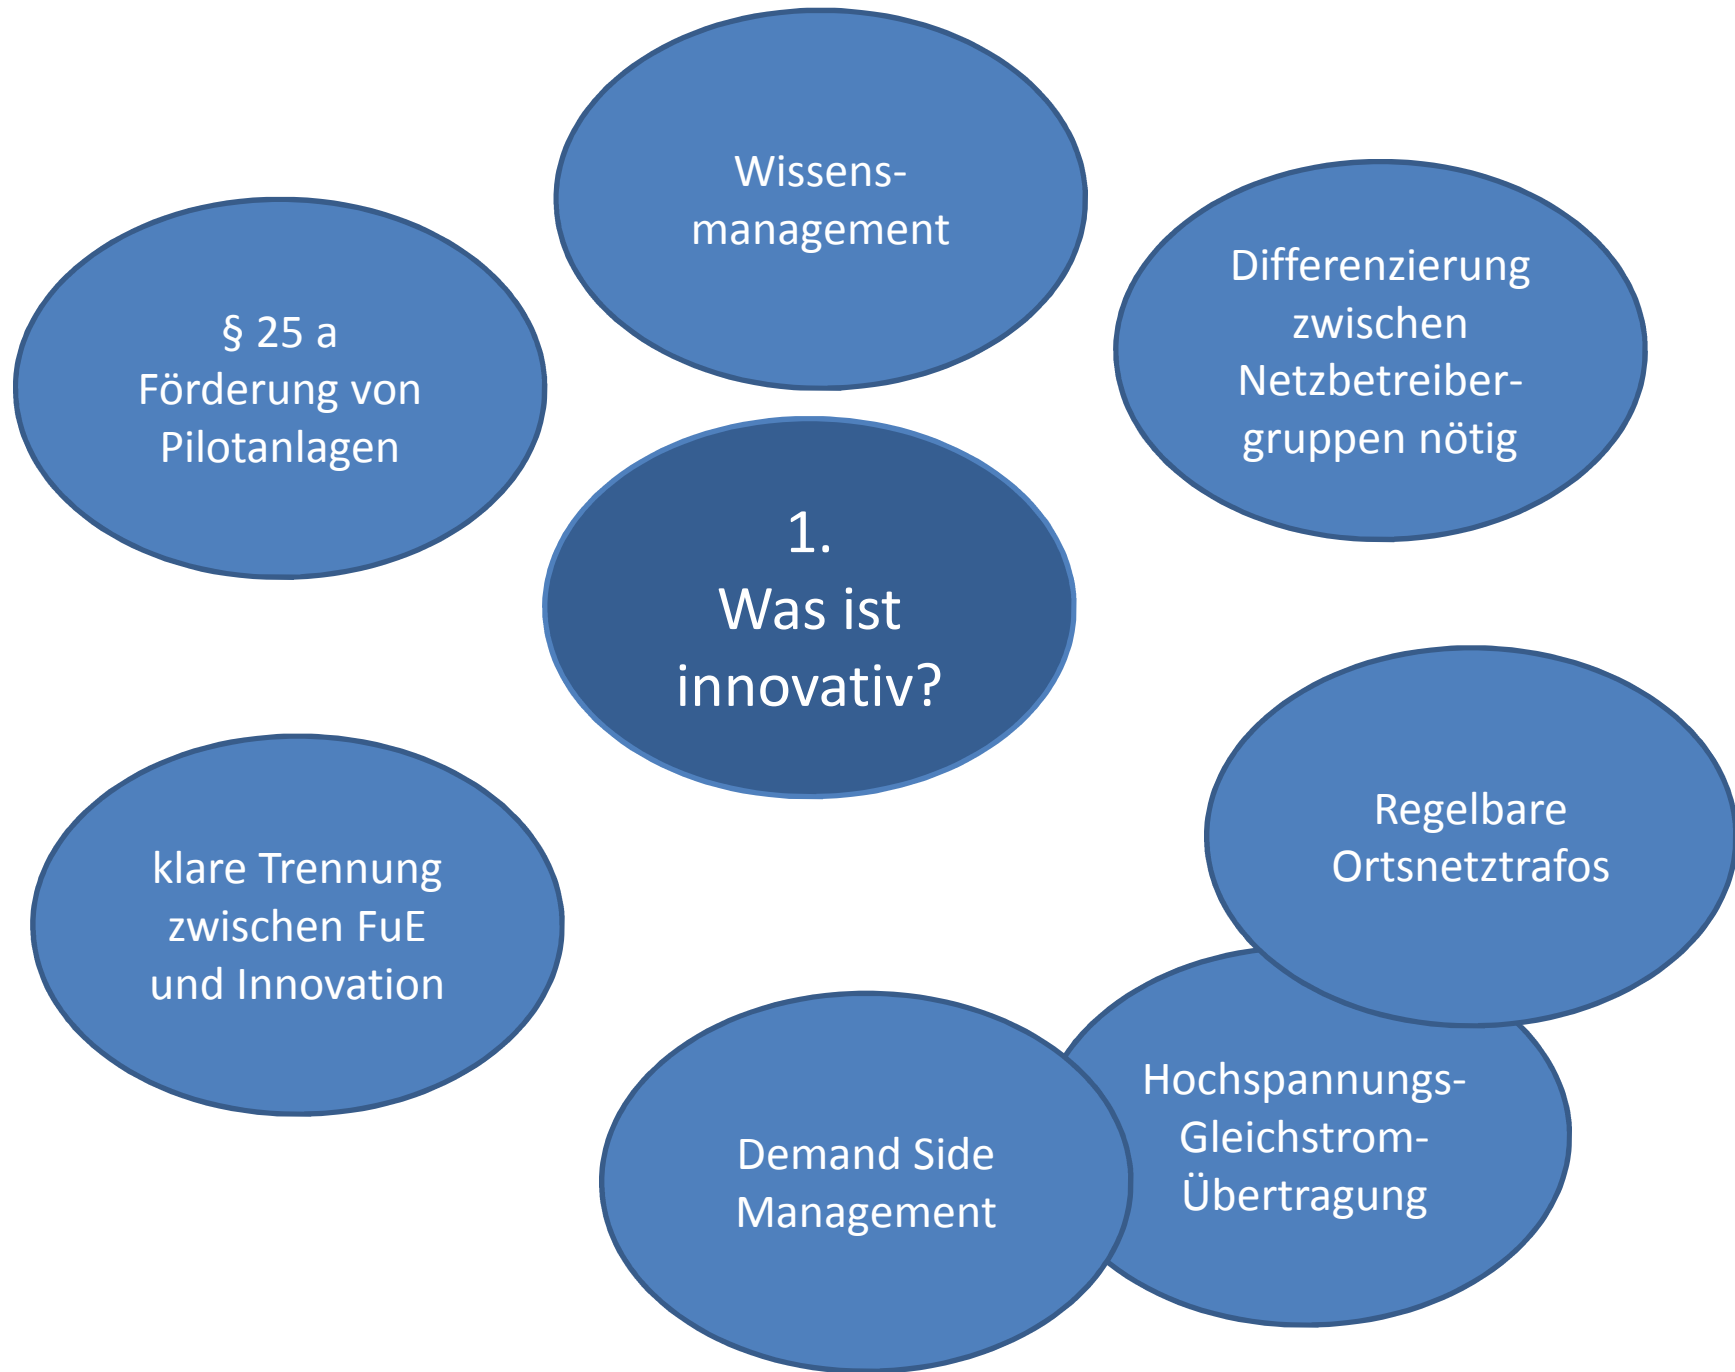 Wissens-
management
Differenzierung
zwischen
Netzbetreiber-
gruppen nötig
§ 25 a
Förderung von
Pilotanlagen
1.
Was ist
innovativ?
Regelbare
Ortsnetztrafos
klare Trennung
zwischen FuE
und Innovation
Hochspannungs-
Gleichstrom-
Übertragung
Demand Side
Management